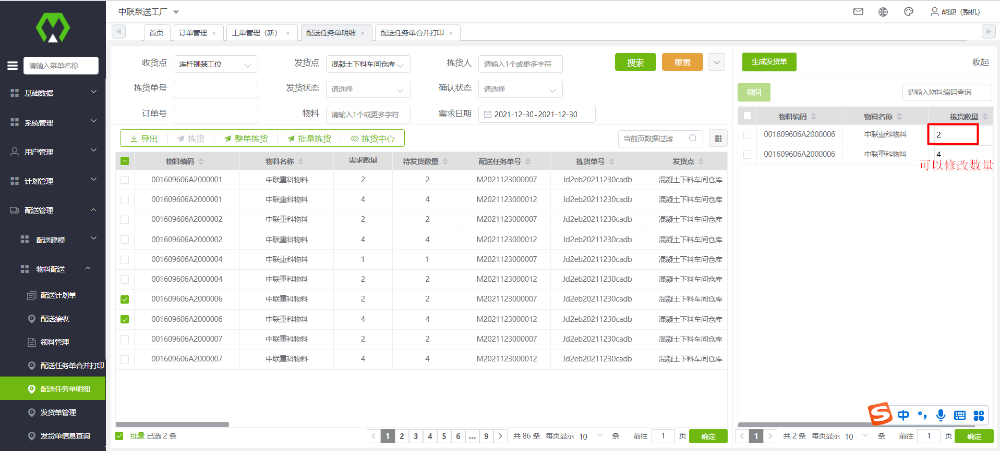 中联泵送工厂
胡迎（整机）
首页
订单管理 ×
工单管理（新） ×
配送任务单明细 ×
配送任务单合并打印 ×
请输入菜单名称
基础数据
系统管理
用户管理
计划管理
配送管理
配送建模
物料配送
配送计划单
配送接收
领料管理
配送任务单合并打印
配送任务单明细
发货单管理
发货单信息查询
收货点 连杆铆装工位 发货点 混凝土下料车间仓库 拣货人 请输入1个或更多字符 搜索 重置
拣货单号 发货状态 请选择 确认状态 请选择
订单号 物料 请输入1个或更多字符 需求日期 2021-12-30-2021-12-30
导出 拣货 整单拣货 批量拣货 拣货中心 当前页数据过滤
物料编码 物料名称 需求数量 待发货数量 配送任务单号 拣货单号 发货点
001609606A2000001 中联重科物料 2 2 M2021123000007 Jd2eb20211230cadb 混凝土下料车间仓库
001609606A2000001 中联重科物料 4 4 M2021123000012 Jd2eb20211230cadb 混凝土下料车间仓库
001609606A2000002 中联重科物料 2 2 M2021123000007 Jd2eb20211230cadb 混凝土下料车间仓库
001609606A2000002 中联重科物料 4 4 M2021123000012 Jd2eb20211230cadb 混凝土下料车间仓库
001609606A2000004 中联重科物料 1 1 M2021123000007 Jd2eb20211230cadb 混凝土下料车间仓库
001609606A2000004 中联重科物料 2 2 M2021123000012 Jd2eb20211230cadb 混凝土下料车间仓库
001609606A2000006 中联重科物料 2 2 M2021123000007 Jd2eb20211230cadb 混凝土下料车间仓库
001609606A2000006 中联重科物料 4 4 M2021123000012 Jd2eb20211230cadb 混凝土下料车间仓库
001609606A2000007 中联重科物料 2 2 M2021123000007 Jd2eb20211230cadb 混凝土下料车间仓库
001609606A2000007 中联重科物料 4 4 M2021123000012 Jd2eb20211230cadb 混凝土下料车间仓库
批量 已选 2 条 < 1 2 3 4 5 6 ... 9 > 共 86 条 每页显示 10 条 前往 1 页 确定
生成发货单 收起
撤回 请输入物料编码查询
物料编码 物料名称 拣货数量
001609606A2000006 中联重科物料 2
001609606A2000006 中联重科物料 4
可以修改数量
S 中 °,
< 1 > 共 2 条 每页显示 10 条 前往 1 页 确定